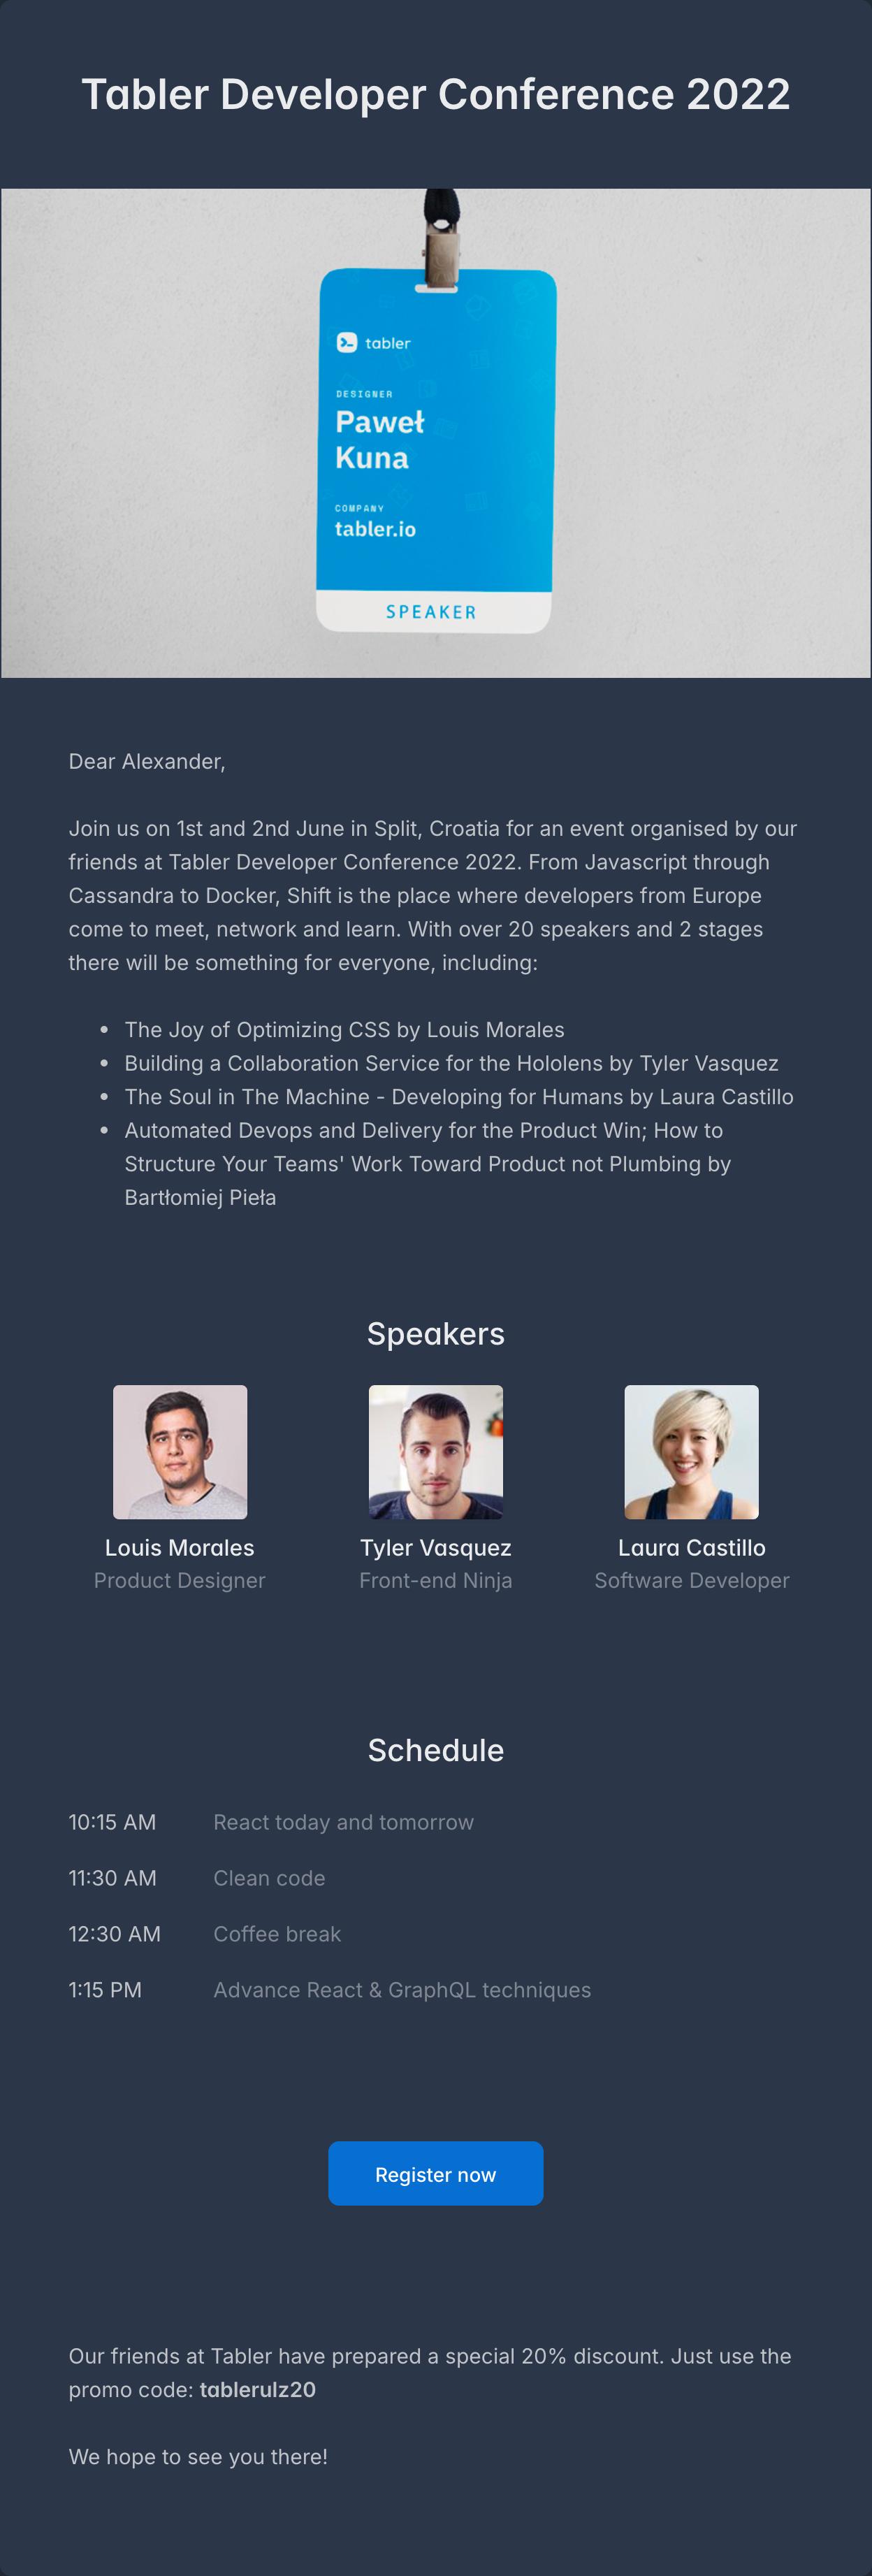 Tabler Developer Conference 2022
tabler
DESIGNER
Paweł
Kuna
COMPANY
tabler.io
SPEAKER
Dear Alexander,
Join us on 1st and 2nd June in Split, Croatia for an event organised by our
friends at Tabler Developer Conference 2022. From Javascript through
Cassandra to Docker, Shift is the place where developers from Europe
come to meet, network and learn. With over 20 speakers and 2 stages
there will be something for everyone, including:
• The Joy of Optimizing CSS by Louis Morales
• Building a Collaboration Service for the Hololens by Tyler Vasquez
• The Soul in The Machine - Developing for Humans by Laura Castillo
• Automated Devops and Delivery for the Product Win; How to
Structure Your Teams' Work Toward Product not Plumbing by
Bartłomiej Pieła
Speakers
Louis Morales Tyler Vasquez Laura Castillo
Product Designer Front-end Ninja Software Developer
Schedule
10:15 AM React today and tomorrow
11:30 AM Clean code
12:30 AM Coffee break
1:15 PM Advance React & GraphQL techniques
Register now
Our friends at Tabler have prepared a special 20% discount. Just use the
promo code: tablerulz20
We hope to see you there!